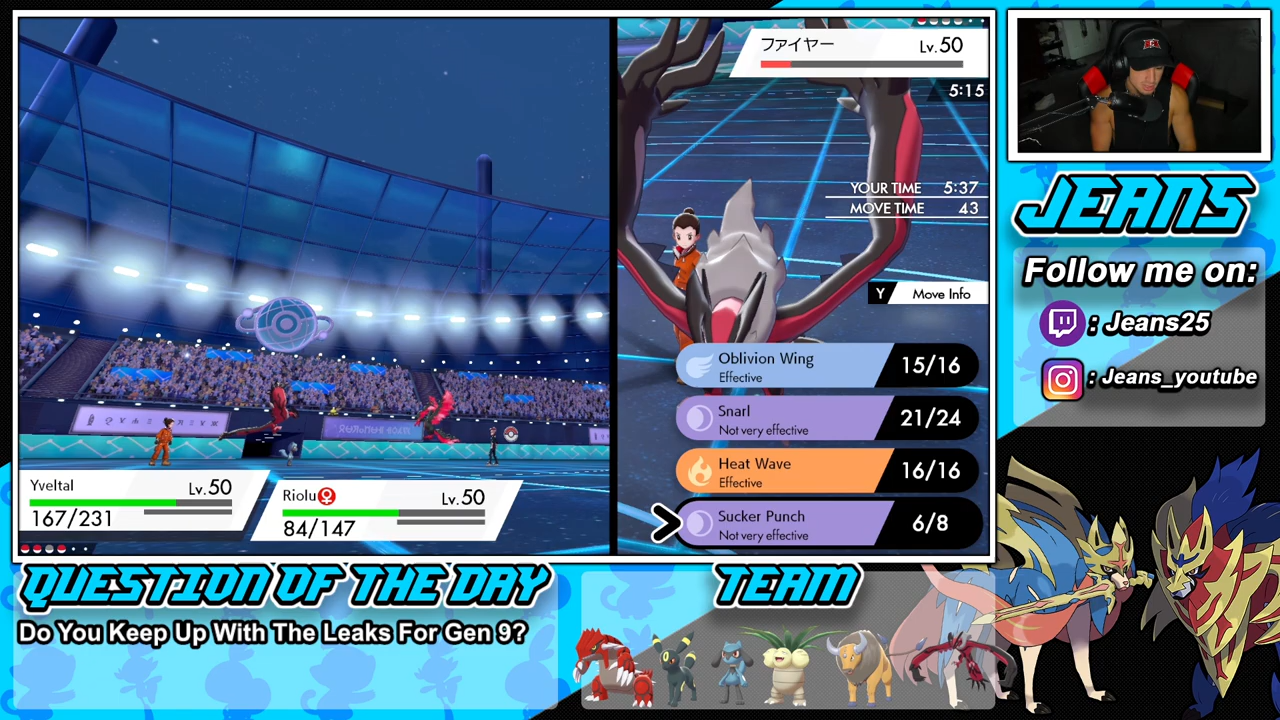 ファイヤー Lv.50
5:15
YOUR TIME 5:37
MOVE TIME 43
Y Move Info
Oblivion Wing
Effective
15/16
Snarl
Not very effective
21/24
Heat Wave
Effective
16/16
Sucker Punch
Not very effective
6/8
Yveltal Lv.50
167/231
Riolu♀ Lv.50
84/147
JEANS
Follow me on:
: Jeans25
: Jeans_youtube
QUESTION OF THE DAY
Do You Keep Up With The Leaks For Gen 9?
TEAM